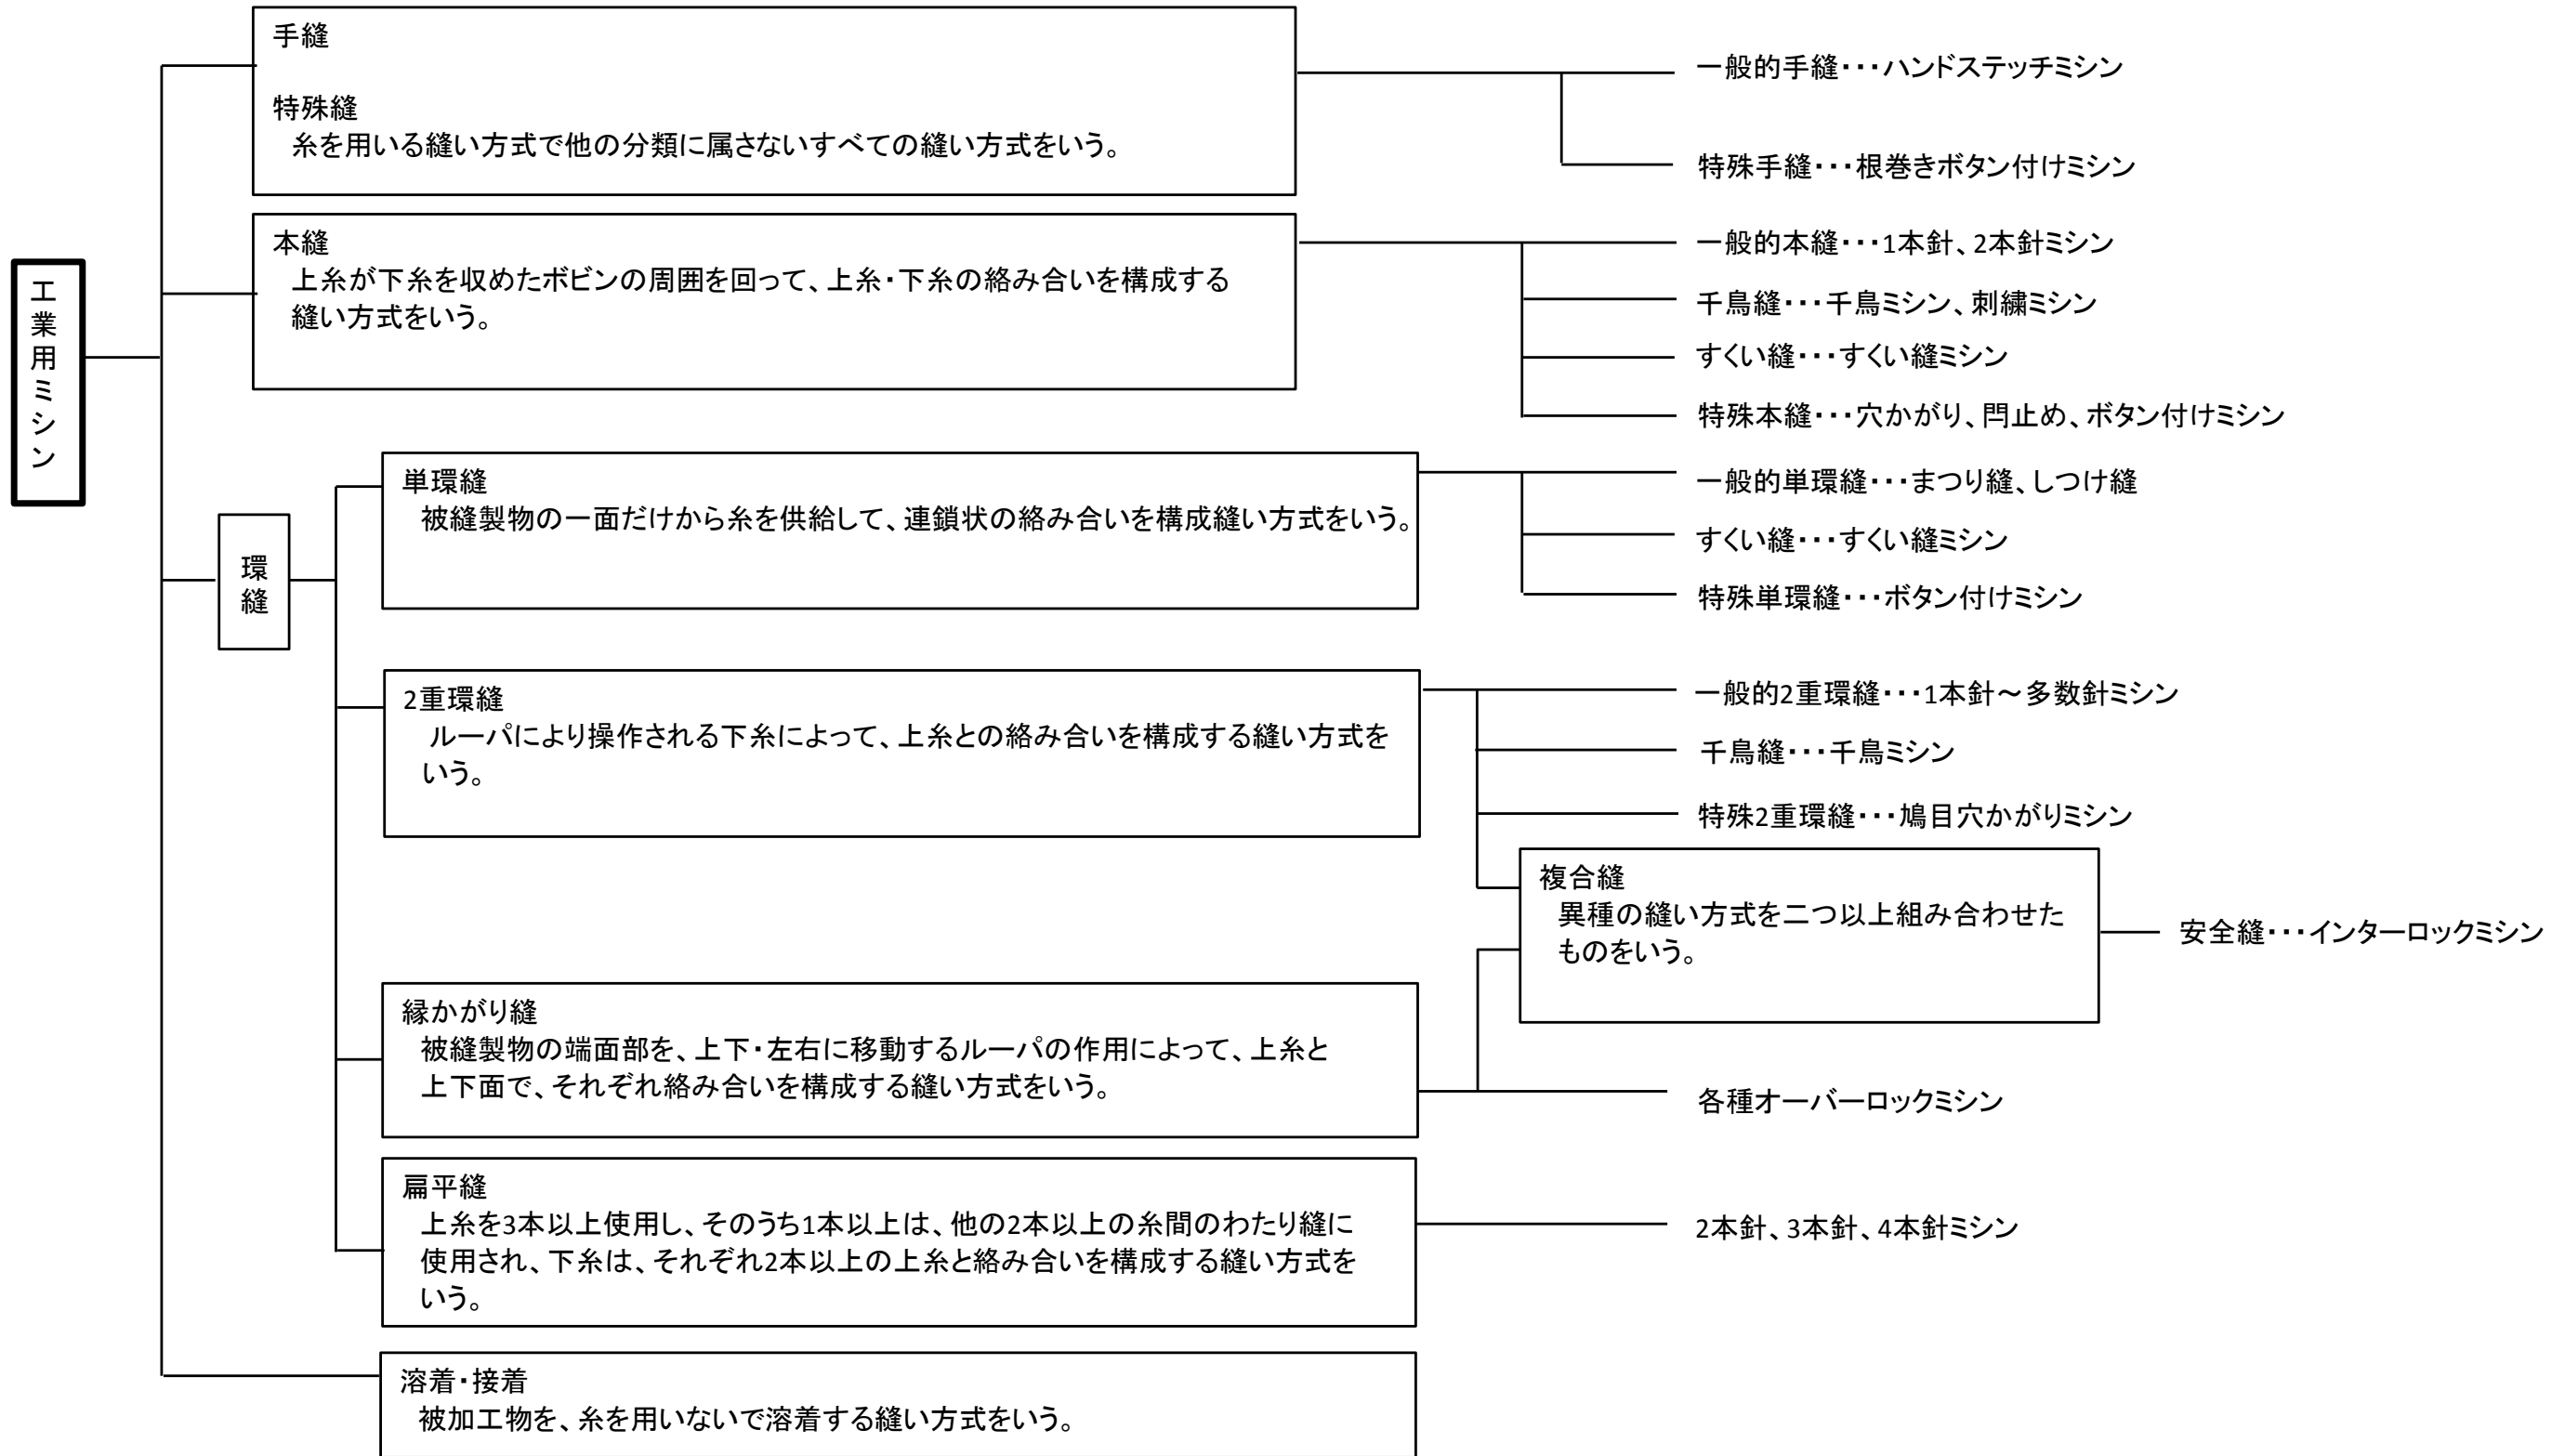 工業用ミシン
手縫
特殊縫
糸を用いる縫い方式で他の分類に属さないすべての縫い方式をいう。
一般的手縫・・・ハンドステッチミシン
特殊手縫・・・根巻きボタン付けミシン
本縫
上糸が下糸を収めたボビンの周囲を回って、上糸・下糸の絡み合いを構成する
縫い方式をいう。
一般的本縫・・・1本針、2本針ミシン
千鳥縫・・・千鳥ミシン、刺繍ミシン
すくい縫・・・すくい縫ミシン
特殊本縫・・・穴かがり、閂止め、ボタン付けミシン
環縫
単環縫
被縫製物の一面だけから糸を供給して、連鎖状の絡み合いを構成縫い方式をいう。
一般的単環縫・・・まつり縫、しつけ縫
すくい縫・・・すくい縫ミシン
特殊単環縫・・・ボタン付けミシン
2重環縫
ルーパにより操作される下糸によって、上糸との絡み合いを構成する縫い方式を
いう。
一般的2重環縫・・・1本針～多数針ミシン
千鳥縫・・・千鳥ミシン
特殊2重環縫・・・鳩目穴かがりミシン
複合縫
異種の縫い方式を二つ以上組み合わせた
ものをいう。
安全縫・・・インターロックミシン
縁かがり縫
被縫製物の端面部を、上下・左右に移動するルーパの作用によって、上糸と
上下面で、それぞれ絡み合いを構成する縫い方式をいう。
各種オーバーロックミシン
扁平縫
上糸を3本以上使用し、そのうち1本以上は、他の2本以上の糸間のわたり縫に
使用され、下糸は、それぞれ2本以上の上糸と絡み合いを構成する縫い方式を
いう。
2本針、3本針、4本針ミシン
溶着・接着
被加工物を、糸を用いないで溶着する縫い方式をいう。